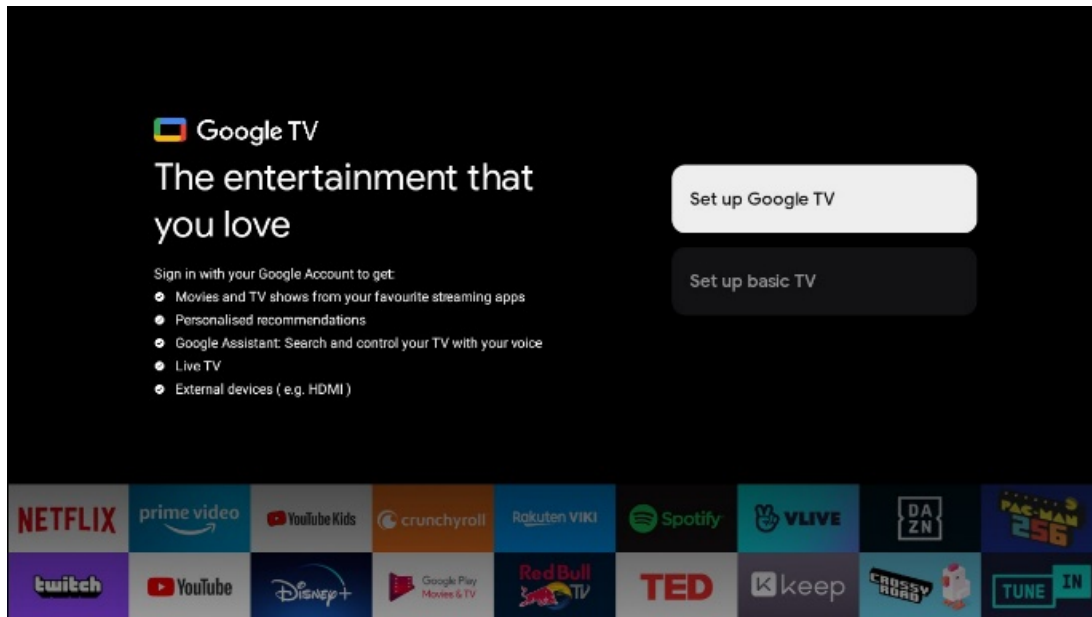 Google TV
The entertainment that
you love
Sign in with your Google Account to get:
Movies and TV shows from your favourite streaming apps
Personalised recommendations
Google Assistant: Search and control your TV with your voice
Live TV
External devices ( e.g. HDMI )
Set up Google TV
Set up basic TV
NETFLIX
prime video
YouTube Kids
crunchyroll
Rakuten VIKI
Spotify
VLIVE
DA
ZN
PAC-MAN
256
twitch
YouTube
Disney+
Google Play
Movies & TV
Red Bull
TV
TED
keep
CROSSY
ROAD
TUNE IN